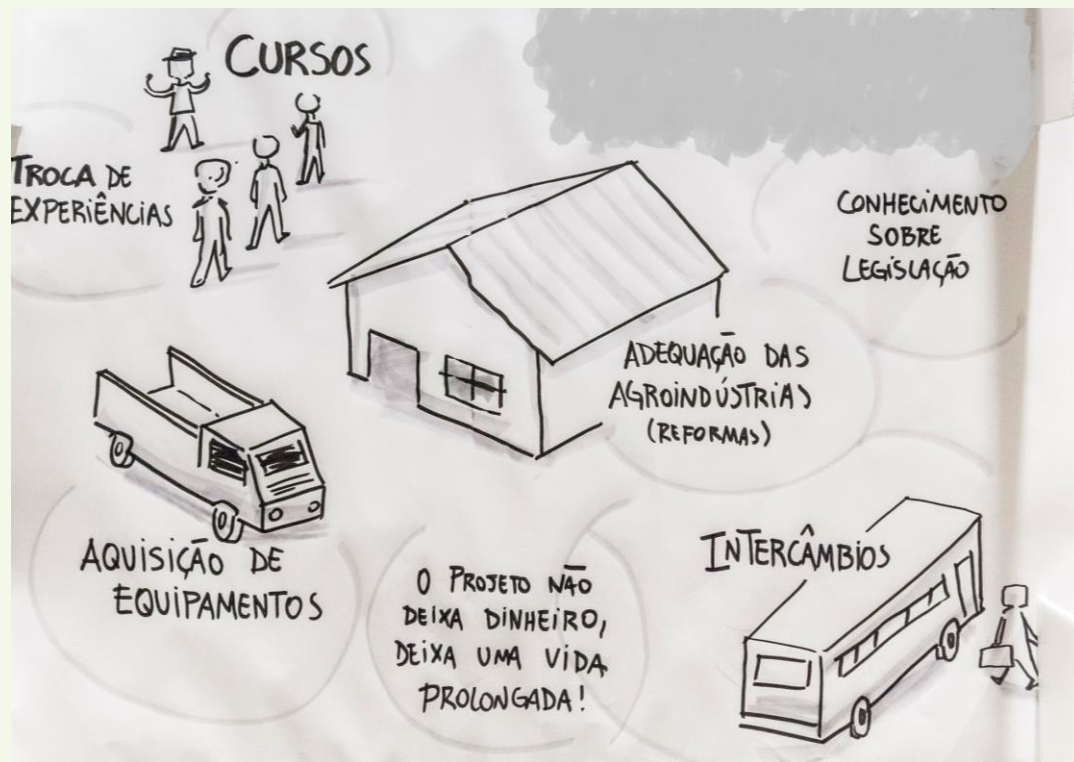 CURSOS
TROCA DE
EXPERIÊNCIAS
CONHECIMENTO
SOBRE
LEGISLAÇÃO
ADEQUAÇÃO DAS
AGROINDÚSTRIAS
(REFORMAS)
AQUISIÇÃO DE
EQUIPAMENTOS
O PROJETO NÃO
DEIXA DINHEIRO,
DEIXA UMA VIDA
PROLONGADA!
INTERCÂMBIOS